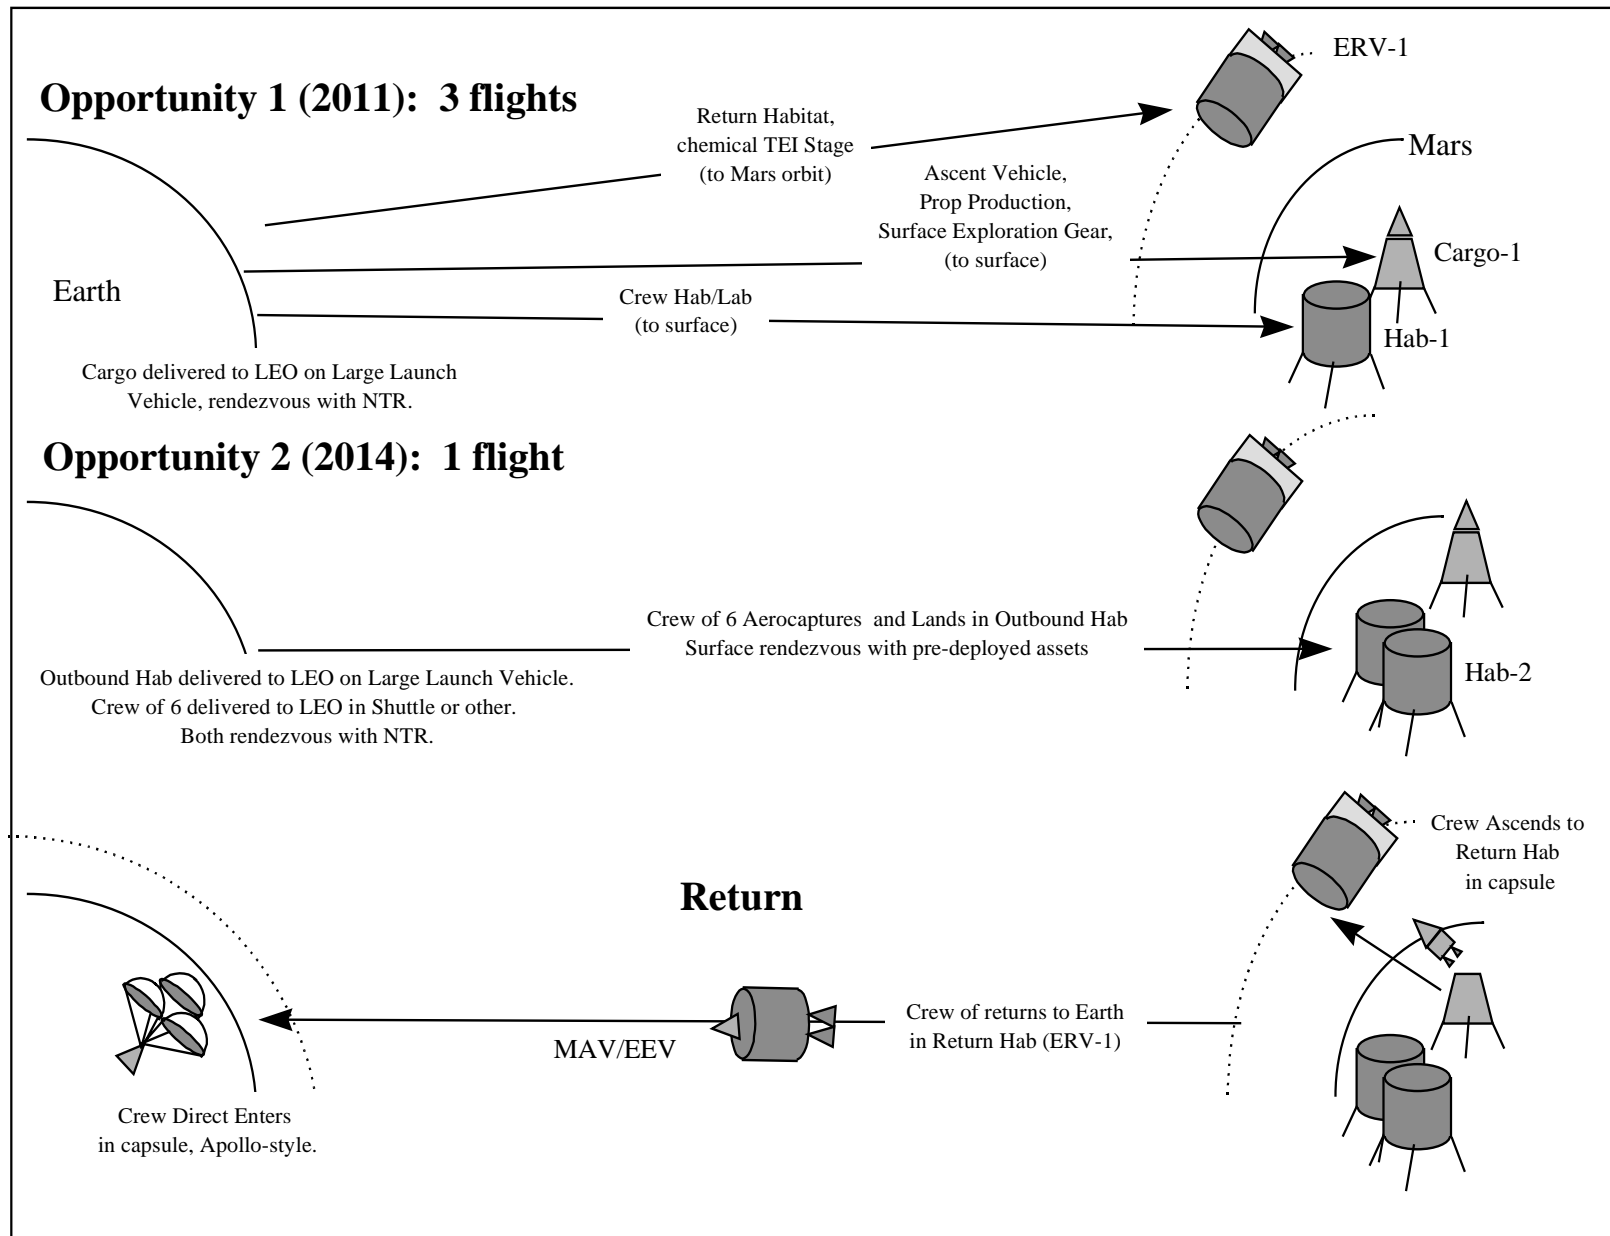 Opportunity 1 (2011):  3 flights
ERV-1
Return Habitat,
chemical TEI Stage
(to Mars orbit)
Mars
Ascent Vehicle,
Prop Production,
Surface Exploration Gear,
(to surface)
Cargo-1
Earth
Crew Hab/Lab
(to surface)
Hab-1
Cargo delivered to LEO on Large Launch
Vehicle, rendezvous with NTR.
Opportunity 2 (2014):  1 flight
Crew of 6 Aerocaptures  and Lands in Outbound Hab
Surface rendezvous with pre-deployed assets
Hab-2
Outbound Hab delivered to LEO on Large Launch Vehicle.
Crew of 6 delivered to LEO in Shuttle or other.
Both rendezvous with NTR.
Crew Ascends to
Return Hab
in capsule
Return
Crew of returns to Earth
in Return Hab (ERV-1)
MAV/EEV
Crew Direct Enters
in capsule, Apollo-style.